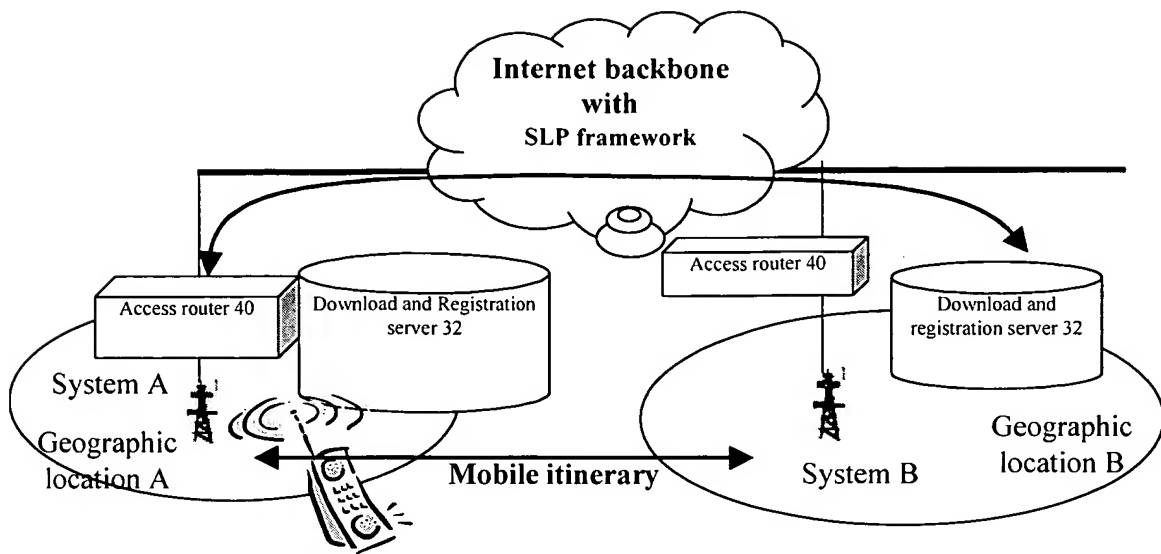 Internet backbone
with
SLP framework
Access router 40
Download and Registration
server 32
Access router 40
Download and
registration server 32
System A
Geographic
location A
Mobile itinerary
System B
Geographic
location B